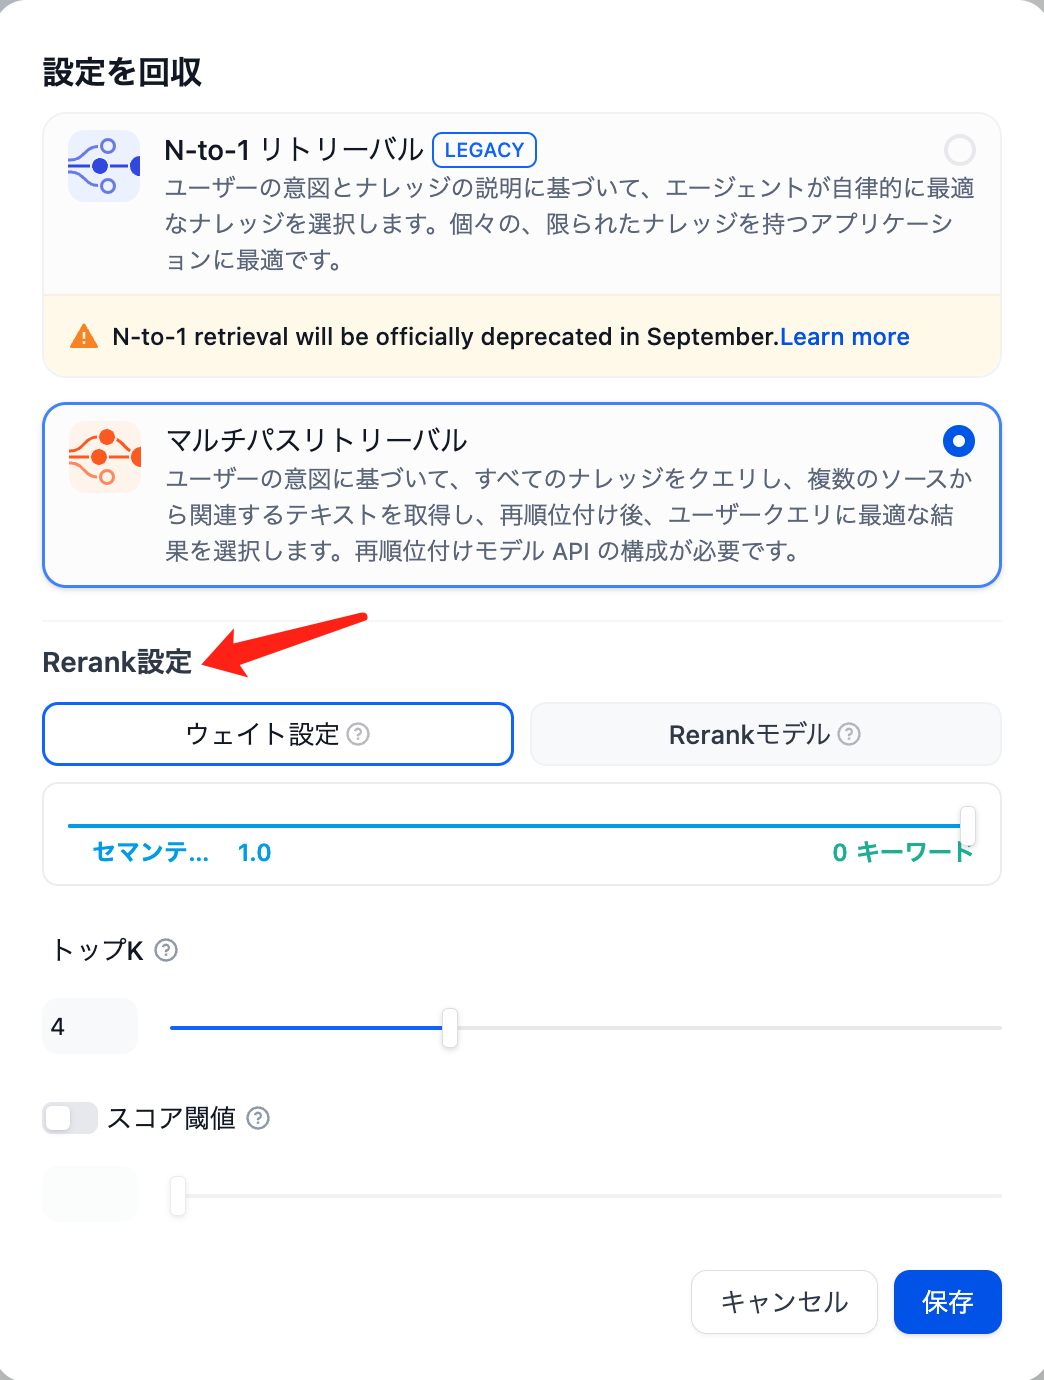 設定を回収
N-to-1 リトリーバル LEGACY
ユーザーの意図とナレッジの説明に基づいて、エージェントが自律的に最適
なナレッジを選択します。個々の、限られたナレッジを持つアプリケーシ
ョンに最適です。
N-to-1 retrieval will be officially deprecated in September.Learn more
マルチパスリトリーバル
ユーザーの意図に基づいて、すべてのナレッジをクエリし、複数のソースか
ら関連するテキストを取得し、再順位付け後、ユーザークエリに最適な結
果を選択します。再順位付けモデル API の構成が必要です。
Rerank設定
ウェイト設定 ?
Rerankモデル ?
セマンテ... 1.0
0 キーワード
トップK ?
4
スコア閾値 ?
キャンセル
保存